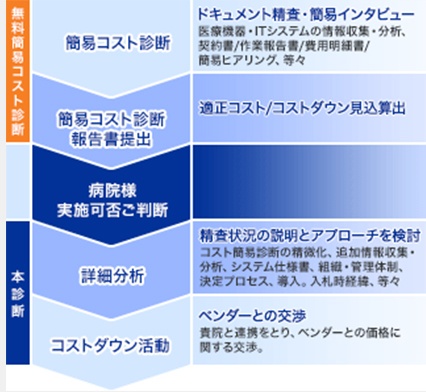 無料簡易コスト診断
簡易コスト診断
ドキュメント精査・簡易インタビュー
医療機器・ITシステムの情報収集・分析、
契約書/作業報告書/費用明細書/
簡易ヒアリング、等々
簡易コスト診断
報告書提出
適正コスト/コストダウン見込算出
病院様
実施可否ご判断
本診断
詳細分析
精査状況の説明とアプローチを検討
コスト簡易診断の精微化、追加情報収集・
分析、システム仕様書、組織・管理体制、
決定プロセス、導入。入札時経緯、等々
コストダウン活動
ベンダーとの交渉
貴院と連携をとり、ベンダーとの価格に
関する交渉。